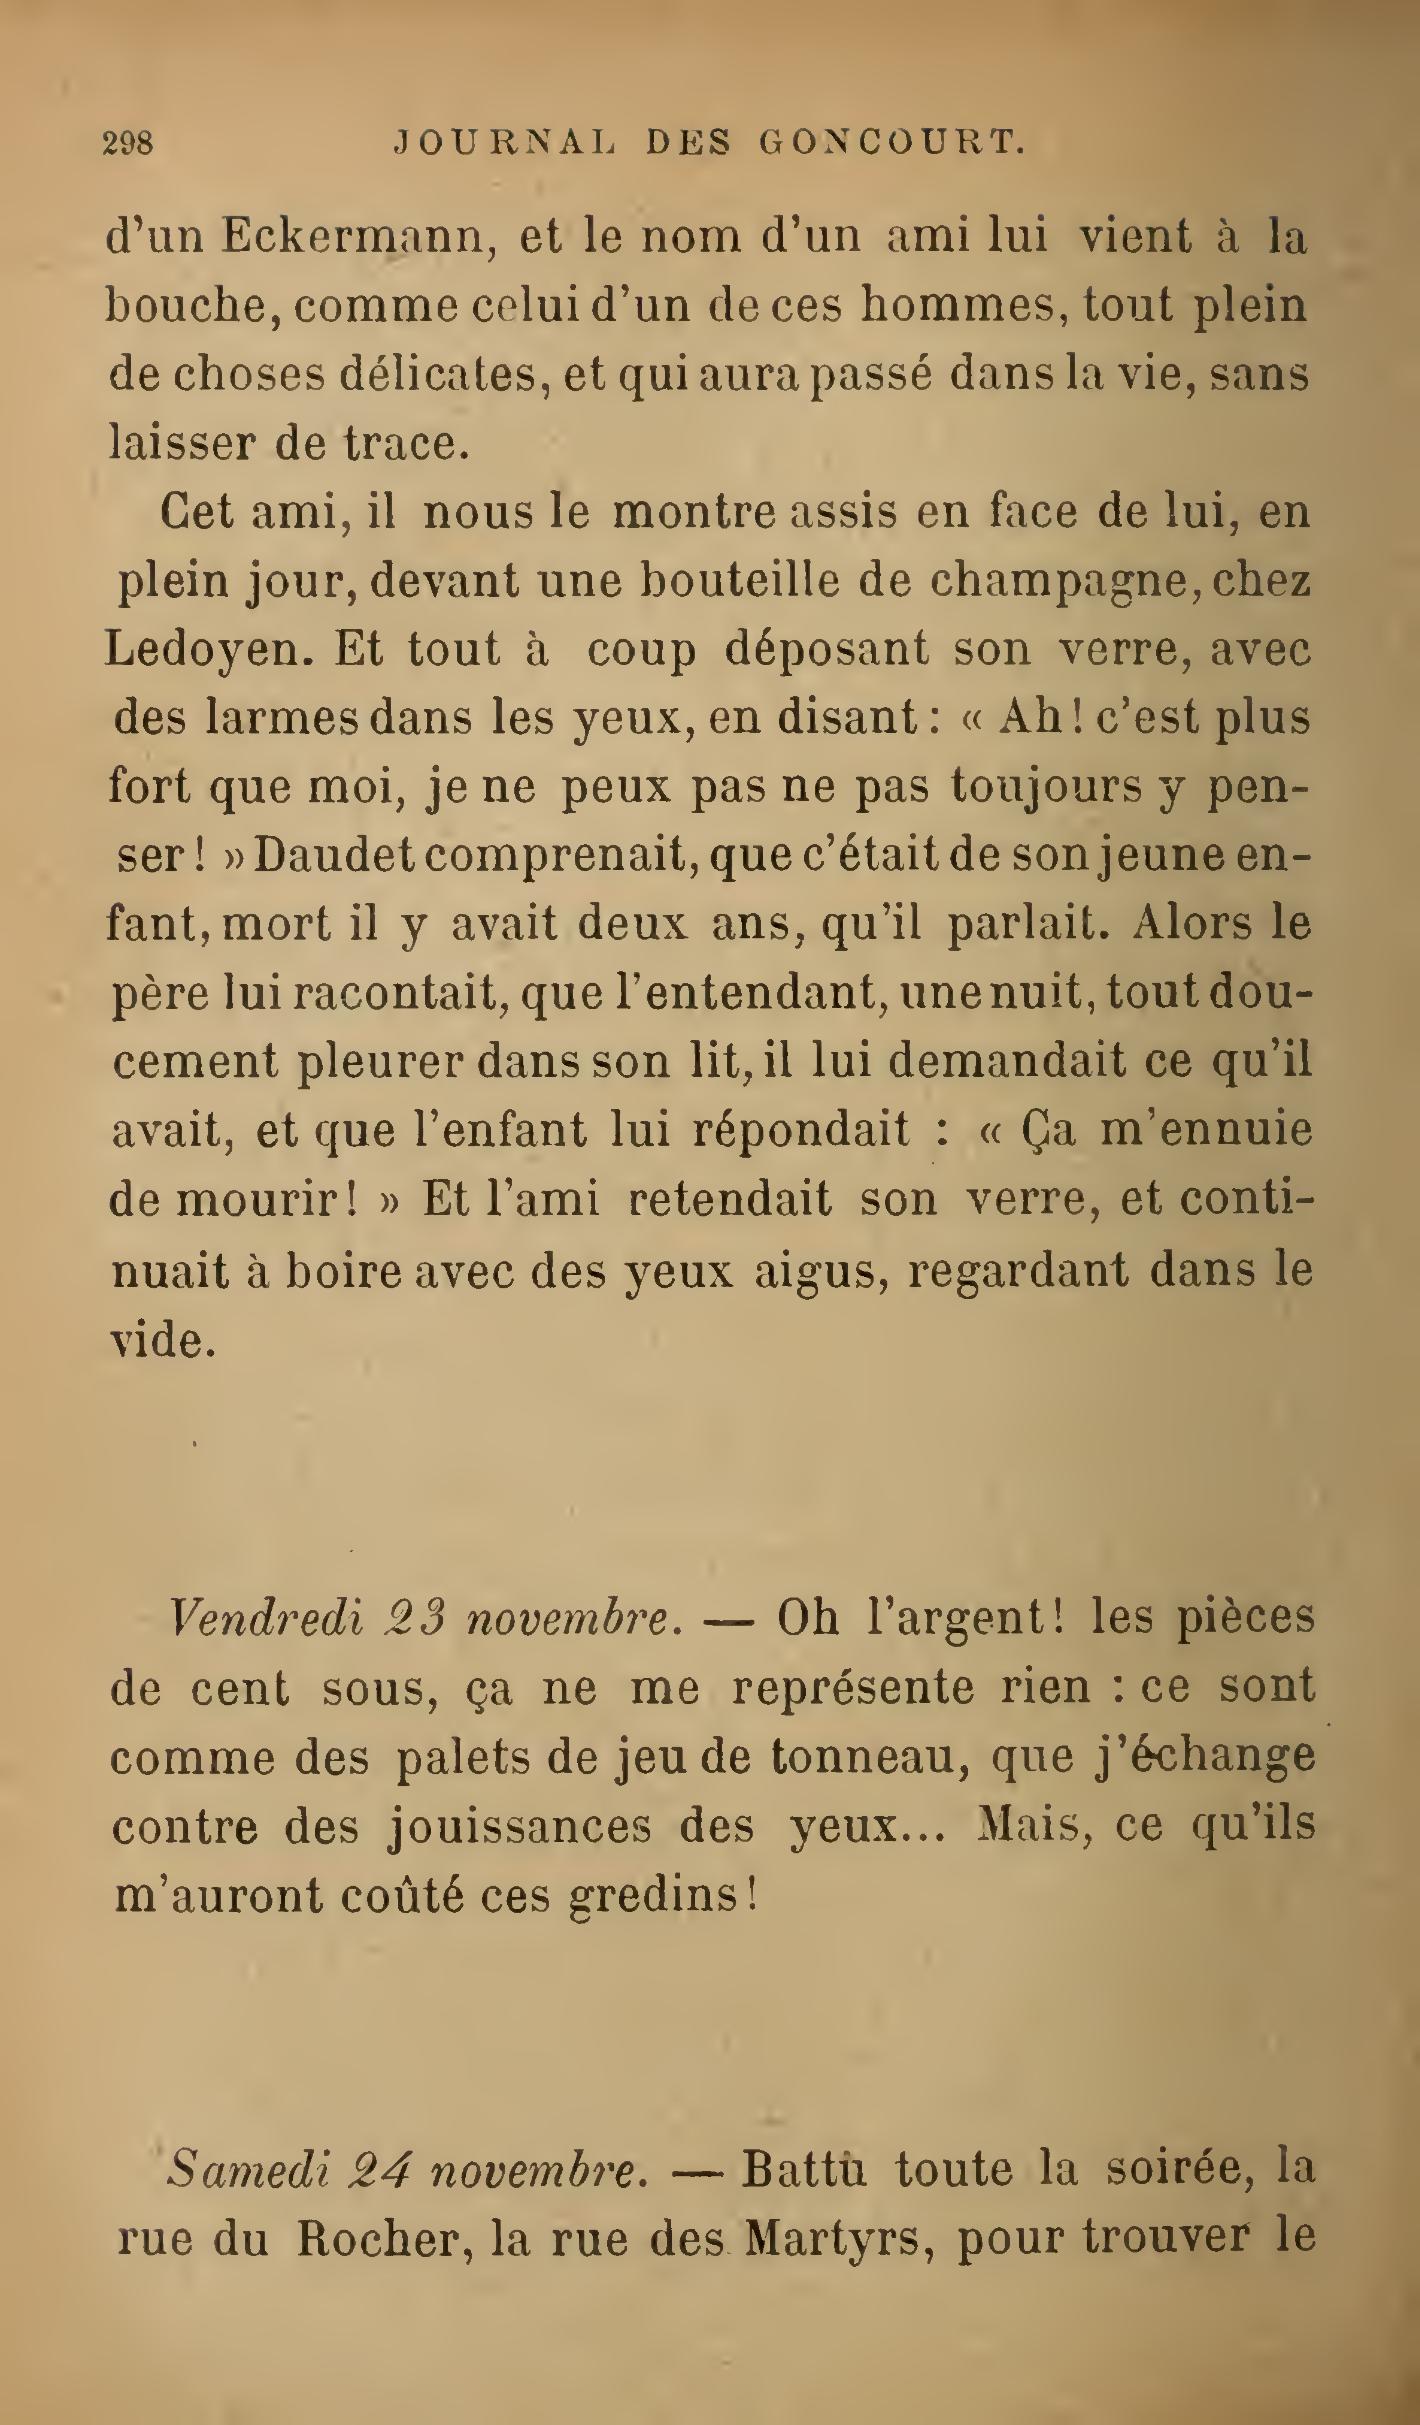 298 JOURNAL DES GONCOURT.
d'un Eckermann, et le nom d'un ami lui vient à la
bouche, comme celui d'un de ces hommes, tout plein
de choses délicates, et qui aura passé dans la vie, sans
laisser de trace.
Cet ami, il nous le montre assis en face de lui, en
plein jour, devant une bouteille de champagne, chez
Ledoyen. Et tout à coup déposant son verre, avec
des larmes dans les yeux, en disant : « Ah ! c'est plus
fort que moi, je ne peux pas ne pas toujours y pen-
ser ! » Daudet comprenait, que c'était de son jeune en-
fant, mort il y avait deux ans, qu'il parlait. Alors le
père lui racontait, que l'entendant, une nuit, tout dou-
cement pleurer dans son lit, il lui demandait ce qu'il
avait, et que l'enfant lui répondait : « Ça m'ennuie
de mourir ! » Et l'ami retendait son verre, et conti-
nuait à boire avec des yeux aigus, regardant dans le
vide.
Vendredi 23 novembre. — Oh l'argent ! les pièces
de cent sous, ça ne me représente rien : ce sont
comme des palets de jeu de tonneau, que j'échange
contre des jouissances des yeux... Mais, ce qu'ils
m'auront coûté ces gredins !
Samedi 24 novembre. — Battu toute la soirée, la
rue du Rocher, la rue des Martyrs, pour trouver le